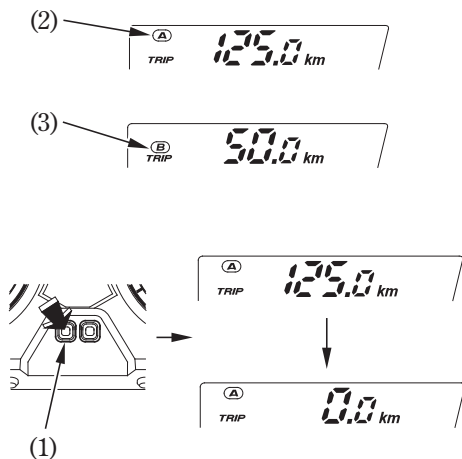 (2)
A
TRIP 125.0 km
(3)
B
TRIP 50.0 km
A
TRIP 125.0 km
A
TRIP 0.0 km
(1)